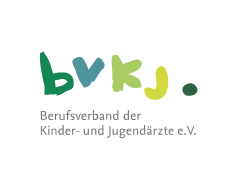 bvkj.
Berufsverband der
Kinder- und Jugendärzte e.V.